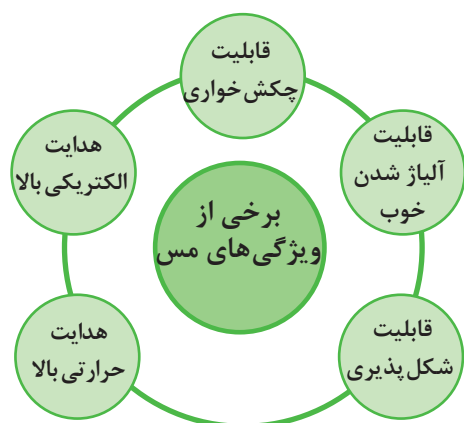 قابلیت
چکش‌خواری
قابلیت
آلیاژ شدن
خوب
قابلیت
شکل‌پذیری
هدایت
حرارتی بالا
هدایت
الکتریکی بالا
برخی از
ویژگی‌های مس